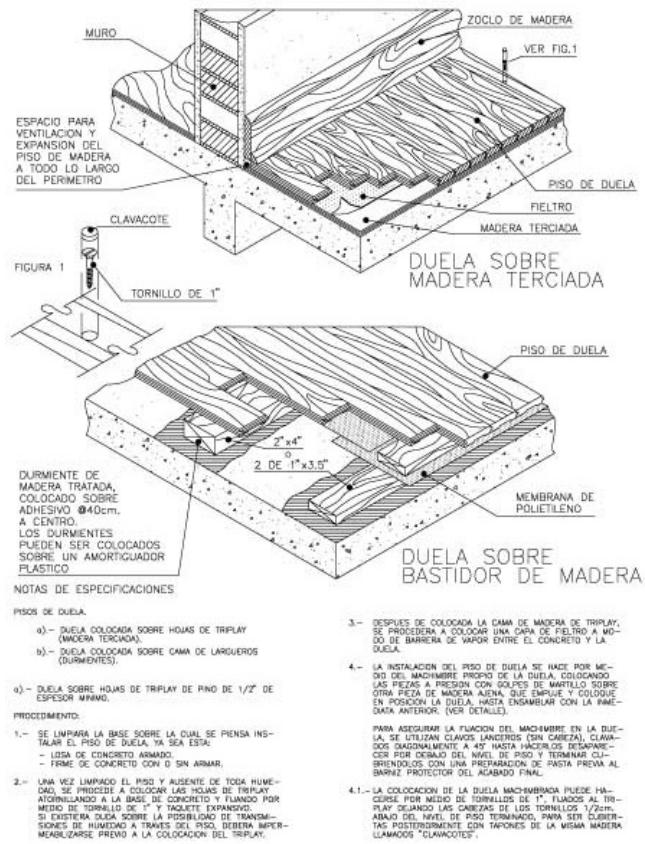 MURO
ZOCLO DE MADERA
VER FIG.1
ESPACIO PARA
VENTILACION Y
EXPANSION DEL
PISO DE MADERA
A TODO LO LARGO
DEL PERIMETRO
PISO DE DUELA
FIELTRO
MADERA TERCIADA
DUELA SOBRE
MADERA TERCIADA
CLAVACOTE
FIGURA 1
TORNILLO DE 1"
PISO DE DUELA
2"x4"
o
2 DE 1"x3.5"
DURMIENTE DE
MADERA TRATADA,
COLOCADO SOBRE
ADHESIVO @40cm.
A CENTRO.
LOS DURMIENTES
PUEDEN SER COLOCADOS
SOBRE UN AMORTIGUADOR
PLASTICO
MEMBRANA DE
POLIETILENO
DUELA SOBRE
BASTIDOR DE MADERA
NOTAS DE ESPECIFICACIONES
PISOS DE DUELA.
a).- DUELA COLOCADA SOBRE HOJAS DE TRIPLAY
(MADERA TERCIADA).
b).- DUELA COLOCADA SOBRE CAMA DE LARGUEROS
(DURMIENTES).
a).- DUELA SOBRE HOJAS DE TRIPLAY DE PINO DE 1/2" DE
ESPESOR MINIMO.
PROCEDIMIENTO:
1.- SE LIMPIARA LA BASE SOBRE LA CUAL SE PIENSA INS-
TALAR EL PISO DE DUELA, YA SEA ESTA:
- LOSA DE CONCRETO ARMADO.
- FIRME DE CONCRETO CON O SIN ARMAR.
2.- UNA VEZ LIMPIADO EL PISO Y AUSENTE DE TODA HUME-
DAD, SE PROCEDE A COLOCAR LAS HOJAS DE TRIPLAY
ATORNILLANDO A LA BASE DE CONCRETO Y FIJANDO POR
MEDIO DE TORNILLO DE 1" Y TAQUETE EXPANSIVO.
SI EXISTIERA DUDA SOBRE LA POSIBILIDAD DE TRANSMI-
SIONES DE HUMEDAD A TRAVES DEL PISO, DEBERA IMPER-
MEABILIZARSE PREVIO A LA COLOCACION DEL TRIPLAY.
3.- DESPUES DE COLOCADA LA CAMA DE MADERA DE TRIPLAY,
SE PROCEDERA A COLOCAR UNA CAPA DE FIELTRO A MO-
DO DE BARRERA DE VAPOR ENTRE EL CONCRETO Y LA
DUELA.
4.- LA INSTALACION DEL PISO DE DUELA SE HACE POR ME-
DIO DEL MACHIMBRE PROPIO DE LA DUELA, COLOCANDO
LAS PIEZAS A PRESION CON GOLPES DE MARTILLO SOBRE
OTRA PIEZA DE MADERA AJENA, QUE EMPUJE Y COLOQUE
EN POSICION LA DUELA, HASTA ENSAMBLAR CON LA INME-
DIATA ANTERIOR. (VER DETALLE).
PARA ASEGURAR LA FIJACION DEL MACHIMBRE EN LA DUE-
LA, SE UTILIZAN CLAVOS LANCEROS (SIN CABEZA), CLAVA-
DOS DIAGONALMENTE A 45° HASTA HACERLOS DESAPARE-
CER POR DEBAJO DEL NIVEL DE PISO Y TERMINAR CU-
BRIENDOLOS CON UNA PREPARACION DE PASTA PREVIA AL
BARNIZ PROTECTOR DEL ACABADO FINAL.
4.1.- LA COLOCACION DE LA DUELA MACHIMBRADA PUEDE HA-
CERSE POR MEDIO DE TORNILLOS DE 1", FIJADOS AL TRI-
PLAY DEJANDO LAS CABEZAS DE LOS TORNILLOS 1/2cm.
ABAJO DEL NIVEL DE PISO TERMINADO, PARA SER CUBIER-
TAS POSTERIORMENTE CON TAPONES DE LA MISMA MADERA
LLAMADOS "CLAVACOTES".